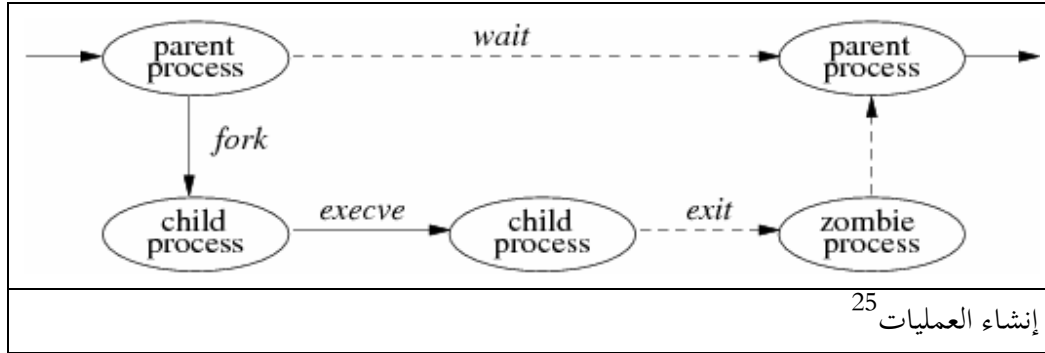 parent
process
wait
parent
process
fork
child
process
execve
child
process
exit
zombie
process
إنشاء العمليات25